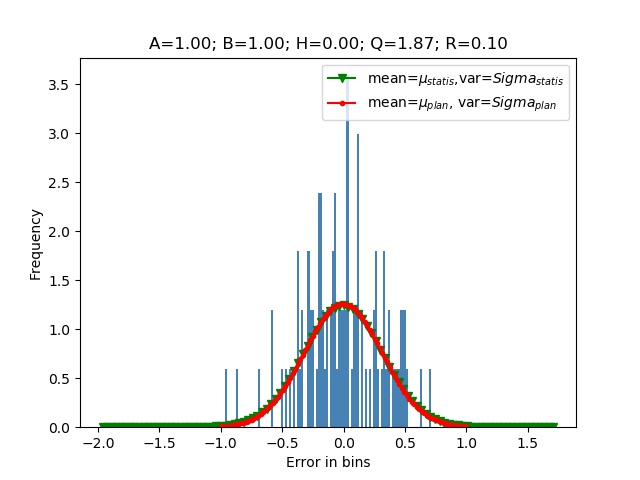 A=1.00; B=1.00; H=0.00; Q=1.87; R=0.10
mean=μstatis,var=Sigmastatis
mean=μplan, var=Sigmaplan
3.5
3.0
2.5
2.0
1.5
1.0
0.5
0.0
Frequency
−2.0 −1.5 −1.0 −0.5 0.0 0.5 1.0 1.5
Error in bins